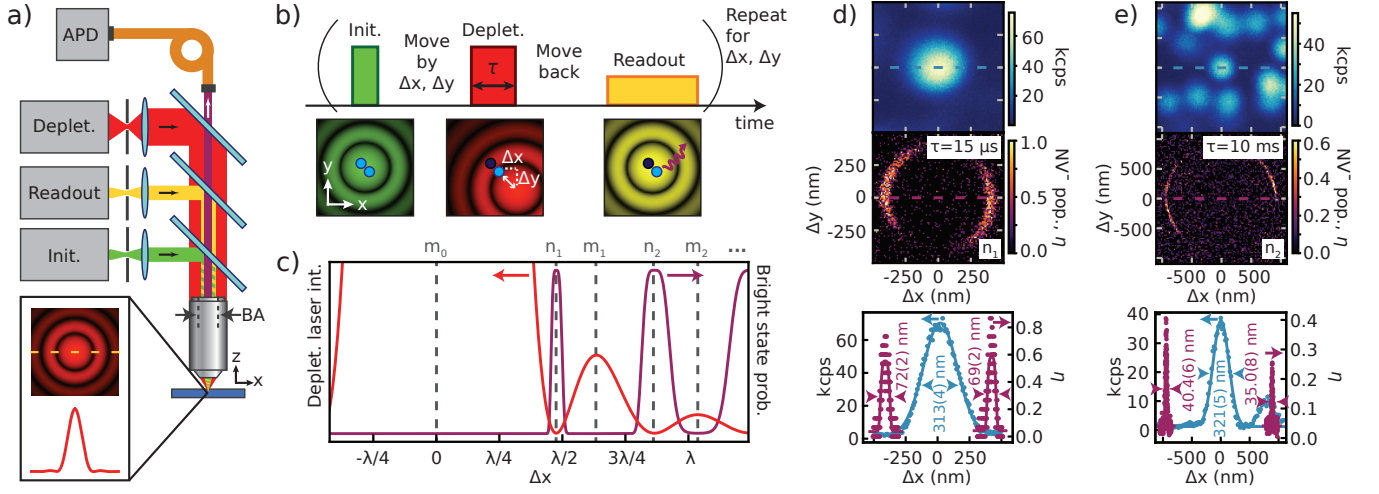 a)
APD
Deplet.
Readout
Init.
BA
z
x
b)
Init.
Move
by
Δx, Δy
Deplet.
τ
Move
back
Readout
Repeat
for
Δx, Δy
time
y
x
Δx
Δy
c)
m0
n1
m1
n2
m2
...
Deplet. laser int.
Bright state
prob.
-λ/4
0
λ/4
λ/2
3λ/4
λ
Δx
d)
60
40
20
0
kcps
τ=15 μs
400
200
0
-250
Δy (nm)
n1
1.0
0.5
0.0
NV⁻ pop., η
-250
0
250
Δx (nm)
60
40
20
0
kcps
72(2) nm
313(4) nm
69(2) nm
0.8
0.6
0.4
0.2
0.0
η
-250
0
250
Δx (nm)
e)
40
20
0
kcps
τ=10 ms
500
0
-500
Δy (nm)
n2
0.6
0.4
0.2
0.0
NV⁻ pop., η
-500
0
500
Δx (nm)
40
30
20
10
0
kcps
40.4(6) nm
321(5) nm
35.0(8) nm
0.4
0.3
0.2
0.1
0.0
η
-500
0
500
Δx (nm)